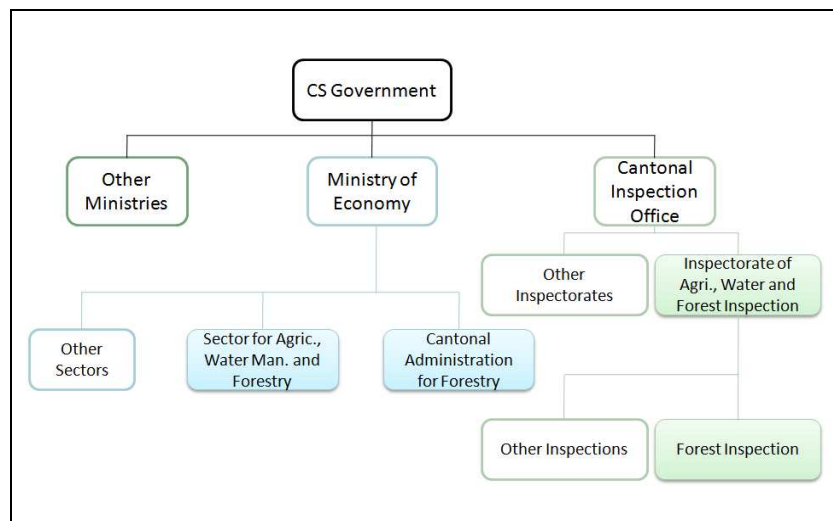 CS Government
Other
Ministries
Ministry of
Economy
Cantonal
Inspection
Office
Other
Inspectorates
Inspectorate of
Agri., Water and
Forest Inspection
Other
Sectors
Sector for Agric.,
Water Man. and
Forestry
Cantonal
Administration
for Forestry
Other Inspections
Forest Inspection